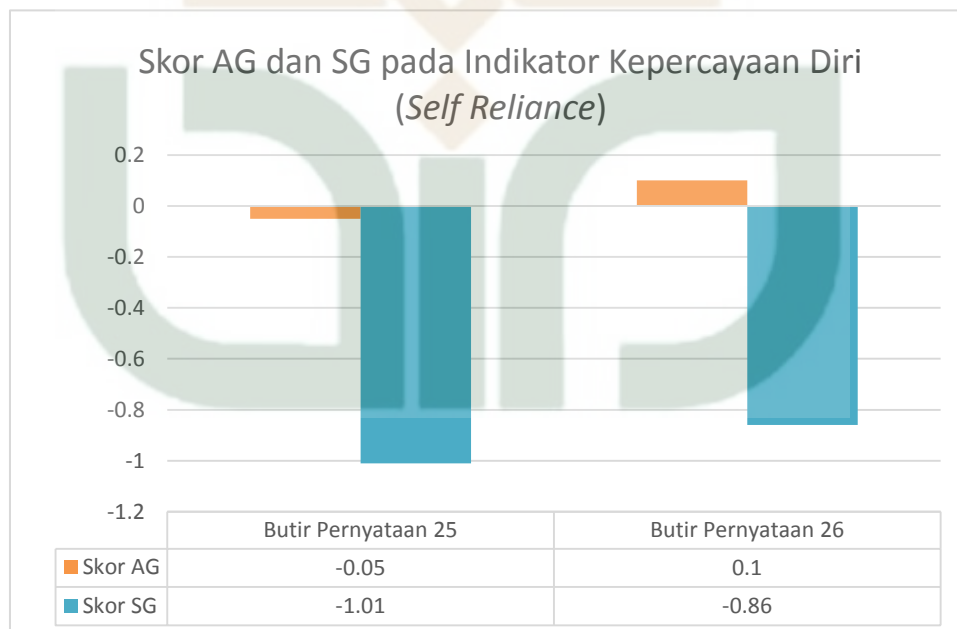 Skor AG dan SG pada Indikator Kepercayaan Diri
(Self Reliance)
0.2
0
-0.2
-0.4
-0.6
-0.8
-1
-1.2
Butir Pernyataan 25 Butir Pernyataan 26
Skor AG -0.05 0.1
Skor SG -1.01 -0.86